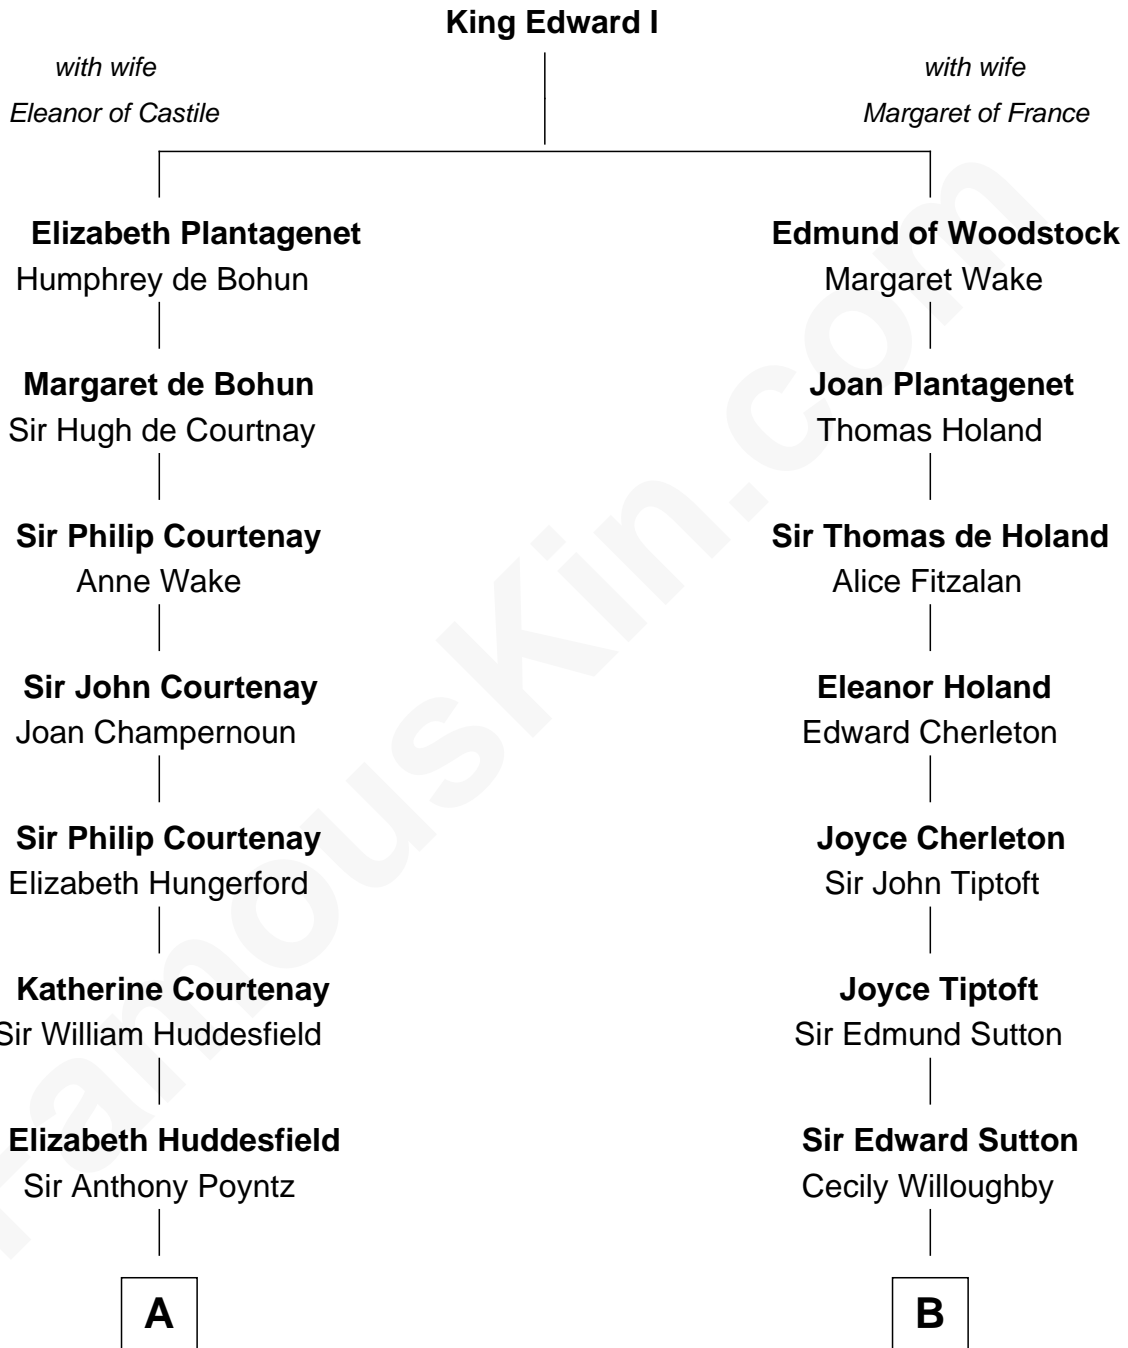 King Edward I
with wife
Eleanor of Castile
with wife
Margaret of France
Elizabeth Plantagenet
Humphrey de Bohun
Edmund of Woodstock
Margaret Wake
Margaret de Bohun
Sir Hugh de Courtnay
Joan Plantagenet
Thomas Holand
Sir Philip Courtenay
Anne Wake
Sir Thomas de Holand
Alice Fitzalan
Sir John Courtenay
Joan Champernoun
Eleanor Holand
Edward Cherleton
Sir Philip Courtenay
Elizabeth Hungerford
Joyce Cherleton
Sir John Tiptoft
Katherine Courtenay
Sir William Huddesfield
Joyce Tiptoft
Sir Edmund Sutton
Elizabeth Huddesfield
Sir Anthony Poyntz
Sir Edward Sutton
Cecily Willoughby
A
B
FamousKin.com